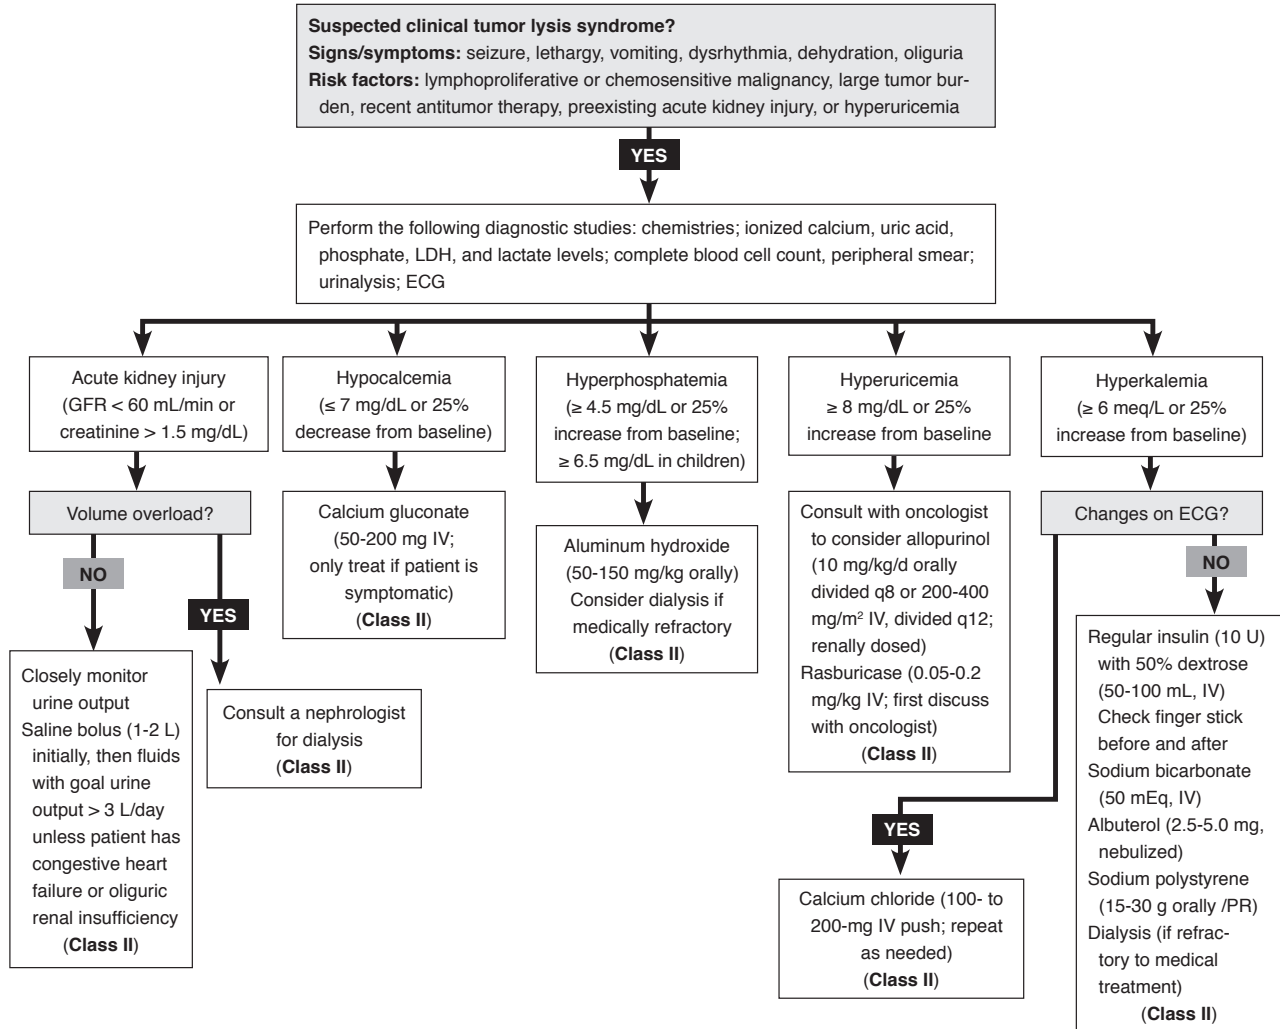 Suspected clinical tumor lysis syndrome?
Signs/symptoms: seizure, lethargy, vomiting, dysrhythmia, dehydration, oliguria
Risk factors: lymphoproliferative or chemosensitive malignancy, large tumor bur-
den, recent antitumor therapy, preexisting acute kidney injury, or hyperuricemia
YES
Perform the following diagnostic studies: chemistries; ionized calcium, uric acid,
phosphate, LDH, and lactate levels; complete blood cell count, peripheral smear;
urinalysis; ECG
Acute kidney injury
(GFR < 60 mL/min or
creatinine > 1.5 mg/dL)
Hypocalcemia
(≤ 7 mg/dL or 25%
decrease from baseline)
Hyperphosphatemia
(≥ 4.5 mg/dL or 25%
increase from baseline;
≥ 6.5 mg/dL in children)
Hyperuricemia
≥ 8 mg/dL or 25%
increase from baseline
Hyperkalemia
(≥ 6 meq/L or 25%
increase from baseline)
Volume overload?
NO
YES
Closely monitor
urine output
Saline bolus (1-2 L)
initially, then fluids
with goal urine
output > 3 L/day
unless patient has
congestive heart
failure or oliguric
renal insufficiency
(Class II)
Consult a nephrologist
for dialysis
(Class II)
Calcium gluconate
(50-200 mg IV;
only treat if patient is
symptomatic)
(Class II)
Aluminum hydroxide
(50-150 mg/kg orally)
Consider dialysis if
medically refractory
(Class II)
Consult with oncologist
to consider allopurinol
(10 mg/kg/d orally
divided q8 or 200-400
mg/m² IV, divided q12;
renally dosed)
Rasburicase (0.05-0.2
mg/kg IV; first discuss
with oncologist)
(Class II)
Changes on ECG?
NO
YES
Calcium chloride (100- to
200-mg IV push; repeat
as needed)
(Class II)
Regular insulin (10 U)
with 50% dextrose
(50-100 mL, IV)
Check finger stick
before and after
Sodium bicarbonate
(50 mEq, IV)
Albuterol (2.5-5.0 mg,
nebulized)
Sodium polystyrene
(15-30 g orally /PR)
Dialysis (if refrac-
tory to medical
treatment)
(Class II)